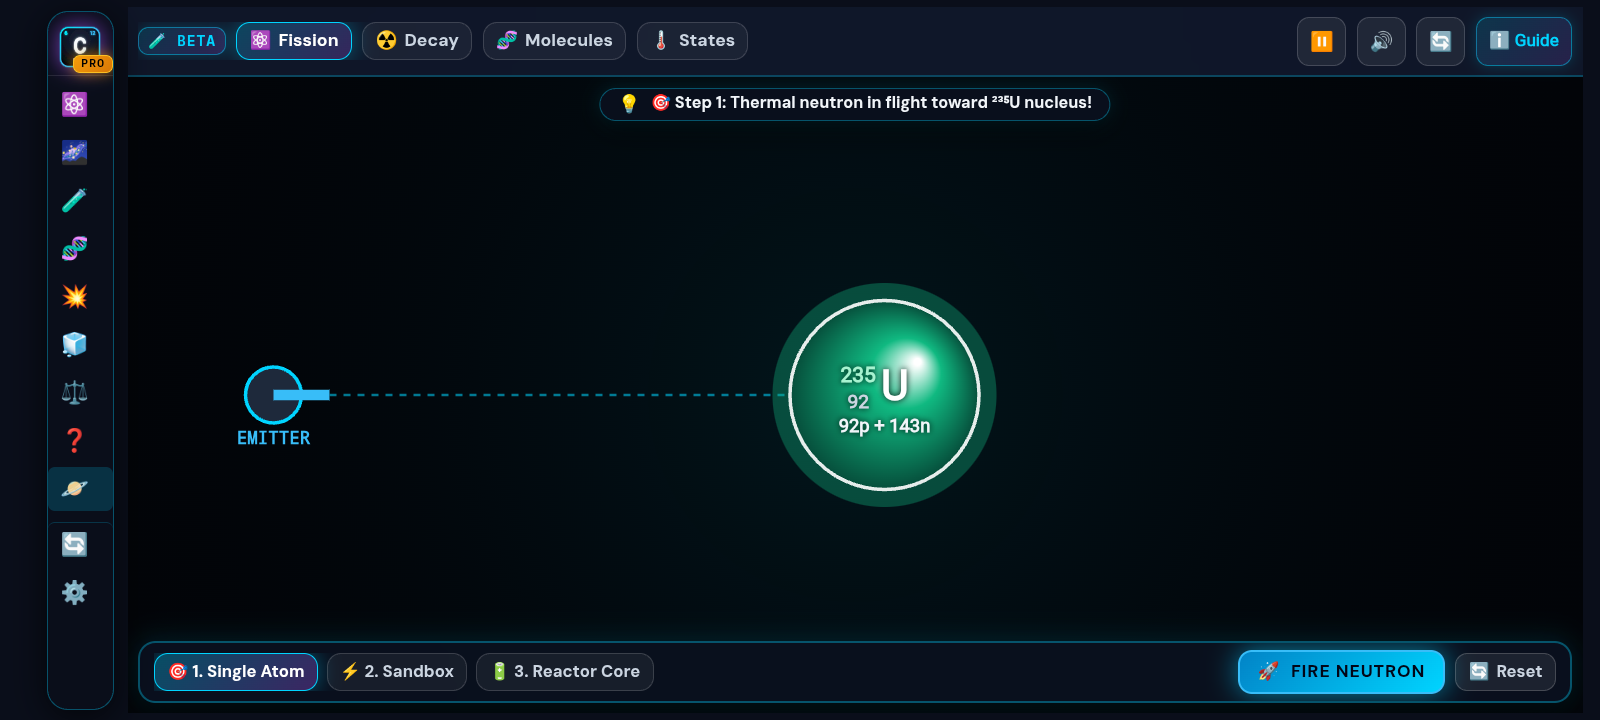 C
PRO
BETA
Fission
Decay
Molecules
States
Guide
Step 1: Thermal neutron in flight toward ²³⁵U nucleus!
235
92
U
92p + 143n
EMITTER
1. Single Atom
2. Sandbox
3. Reactor Core
FIRE NEUTRON
Reset